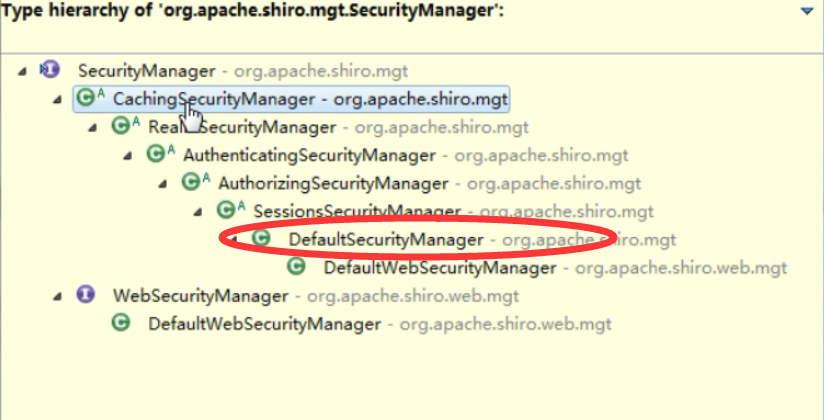 Type hierarchy of 'org.apache.shiro.mgt.SecurityManager':
SecurityManager - org.apache.shiro.mgt
A CachingSecurityManager - org.apache.shiro.mgt
A RealmSecurityManager - org.apache.shiro.mgt
A AuthenticatingSecurityManager - org.apache.shiro.mgt
A AuthorizingSecurityManager - org.apache.shiro.mgt
A SessionsSecurityManager - org.apache.shiro.mgt
DefaultSecurityManager - org.apache.shiro.mgt
DefaultWebSecurityManager - org.apache.shiro.web.mgt
WebSecurityManager - org.apache.shiro.web.mgt
DefaultWebSecurityManager - org.apache.shiro.web.mgt